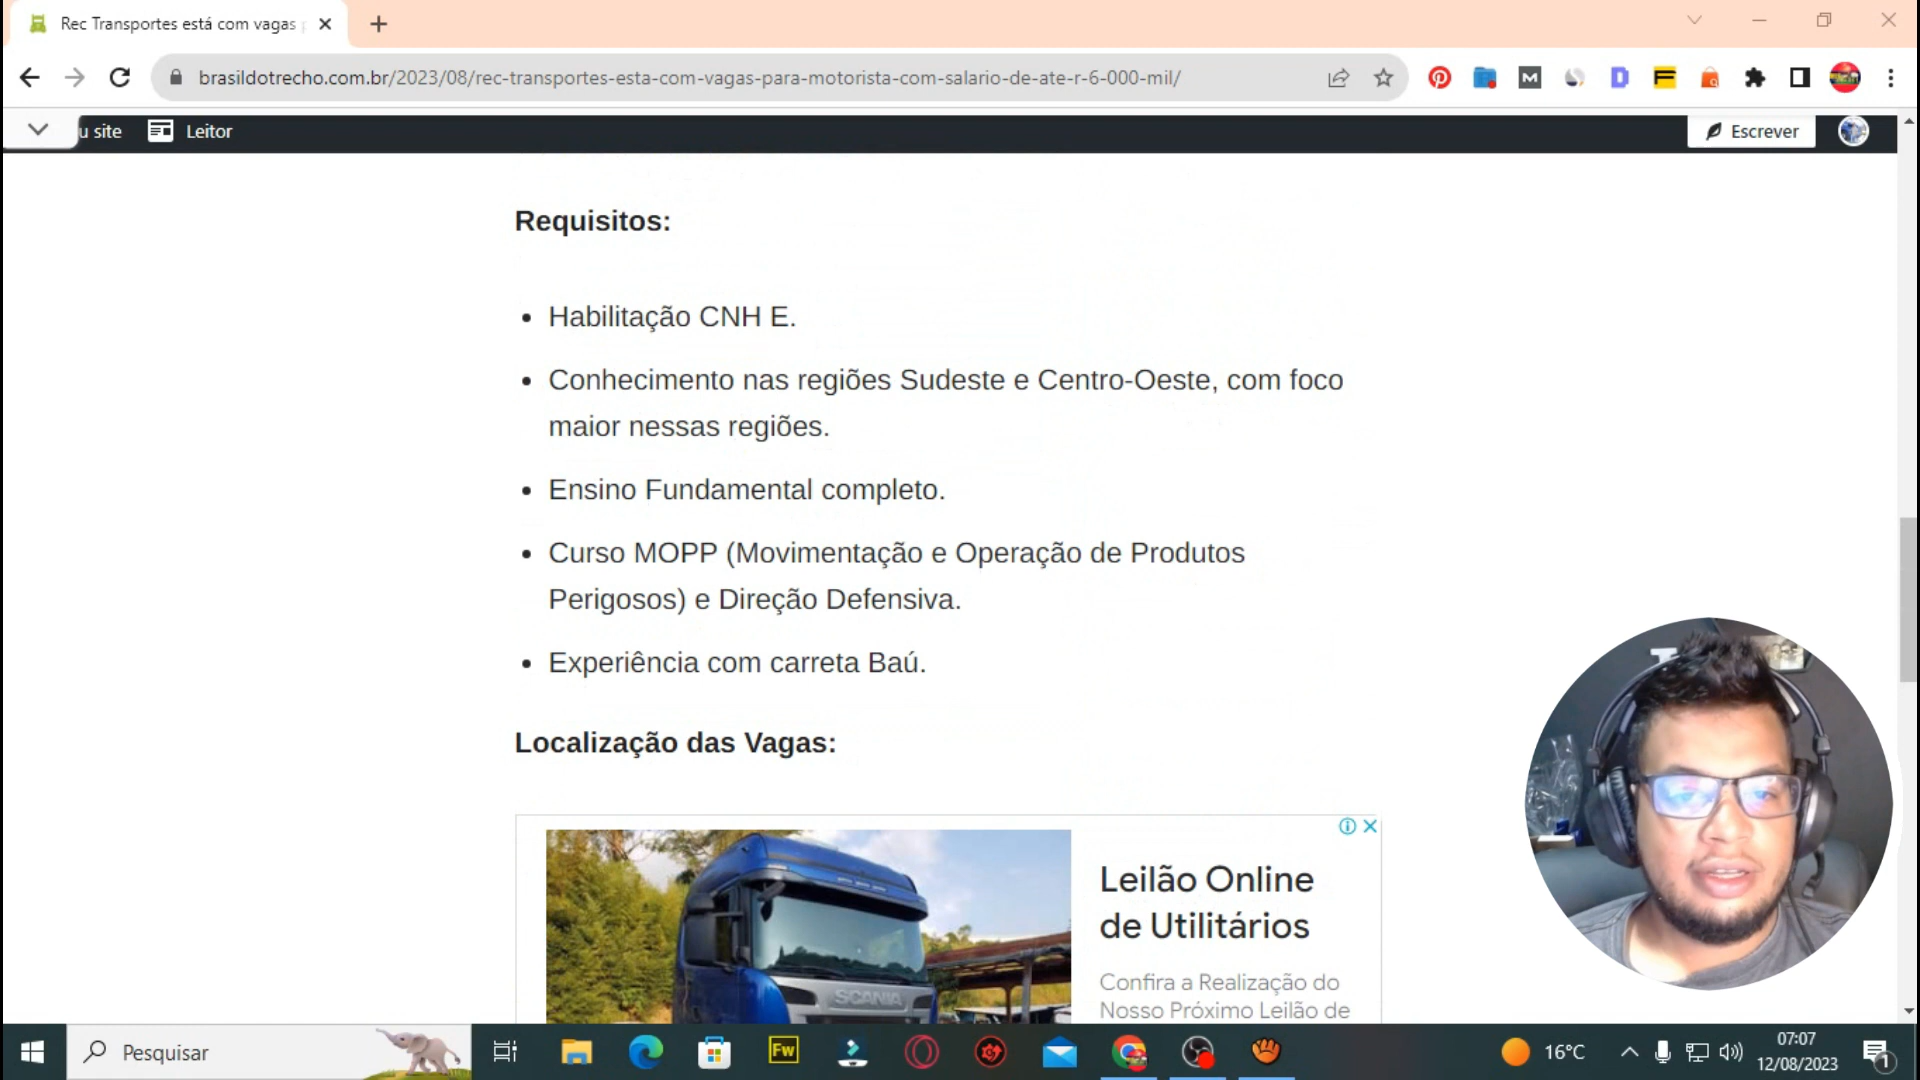 Rec Transportes está com vagas
brasildotrecho.com.br/2023/08/rec-transportes-esta-com-vagas-para-motorista-com-salario-de-ate-r-6-000-mil/
u site
Leitor
Escrever
Requisitos:
• Habilitação CNH E.
• Conhecimento nas regiões Sudeste e Centro-Oeste, com foco
maior nessas regiões.
• Ensino Fundamental completo.
• Curso MOPP (Movimentação e Operação de Produtos
Perigosos) e Direção Defensiva.
• Experiência com carreta Baú.
Localização das Vagas:
Leilão Online
de Utilitários
Confira a Realização do
Nosso Próximo Leilão de
SCANIA
Pesquisar
Fw
16°C
07:07
12/08/2023
1